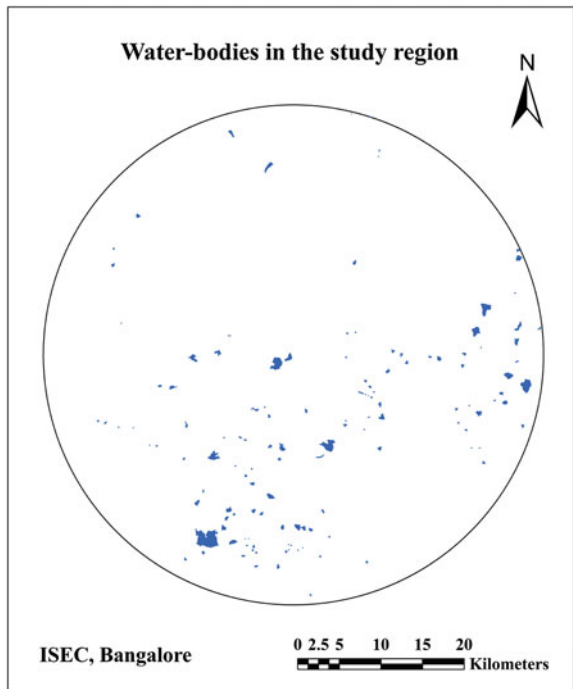 Water-bodies in the study region
N
ISEC, Bangalore
0 2.5 5 10 15 20
Kilometers